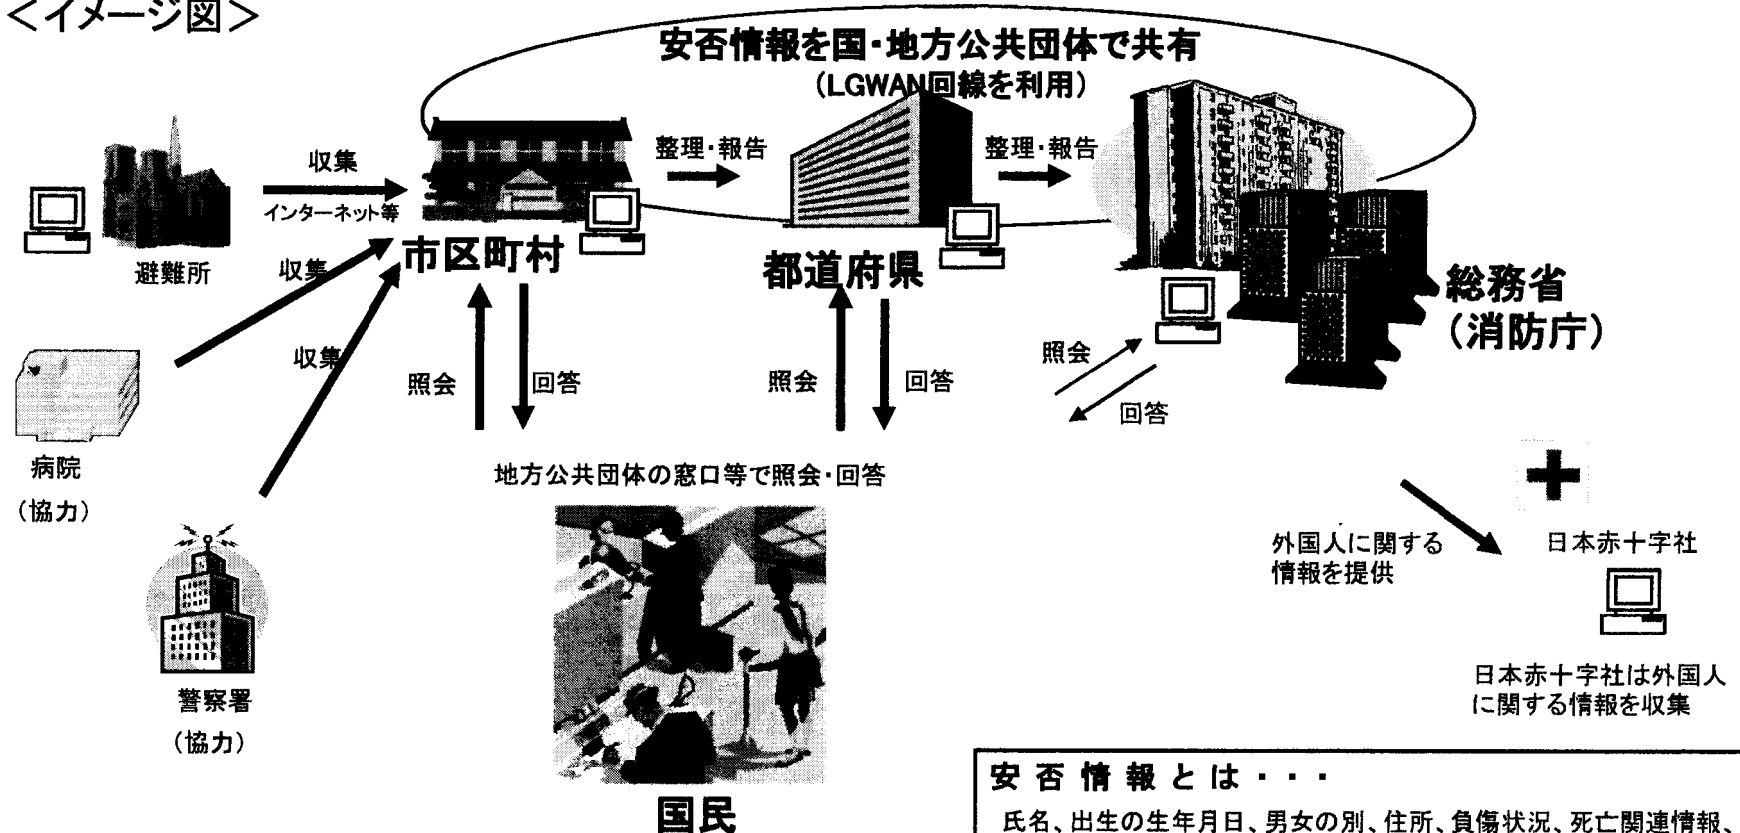 ＜イメージ図＞
安否情報を国・地方公共団体で共有
（LGWAN回線を利用）
収集
インターネット等
避難所
市区町村
整理・報告
都道府県
整理・報告
総務省
（消防庁）
収集
収集
病院
（協力）
警察署
（協力）
照会
回答
照会
回答
照会
回答
地方公共団体の窓口等で照会・回答
国民
外国人に関する
情報を提供
日本赤十字社
日本赤十字社は外国人
に関する情報を収集
安否情報とは・・・
氏名、出生の生年月日、男女の別、住所、負傷状況、死亡関連情報、